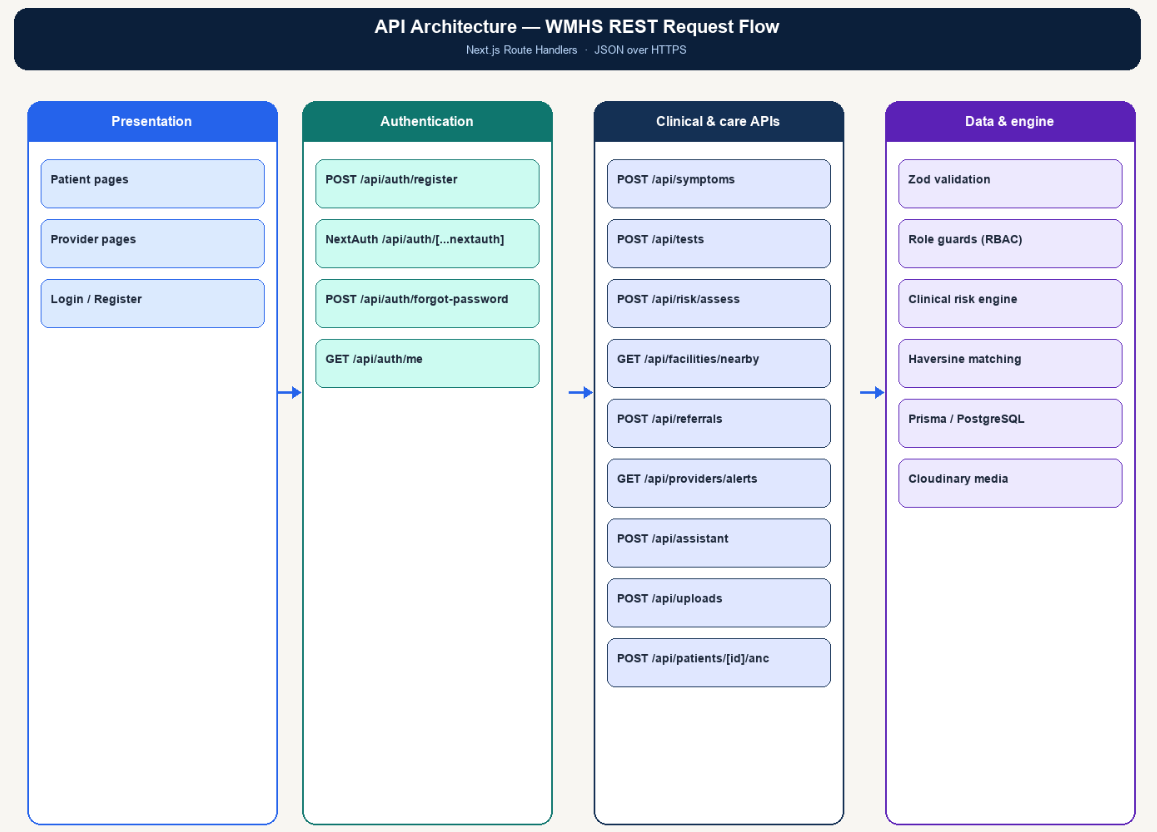 API Architecture — WMHS REST Request Flow
Next.js Route Handlers · JSON over HTTPS
Presentation
Patient pages
Provider pages
Login / Register
Authentication
POST /api/auth/register
NextAuth /api/auth/[...nextauth]
POST /api/auth/forgot-password
GET /api/auth/me
Clinical & care APIs
POST /api/symptoms
POST /api/tests
POST /api/risk/assess
GET /api/facilities/nearby
POST /api/referrals
GET /api/providers/alerts
POST /api/assistant
POST /api/uploads
POST /api/patients/[id]/anc
Data & engine
Zod validation
Role guards (RBAC)
Clinical risk engine
Haversine matching
Prisma / PostgreSQL
Cloudinary media